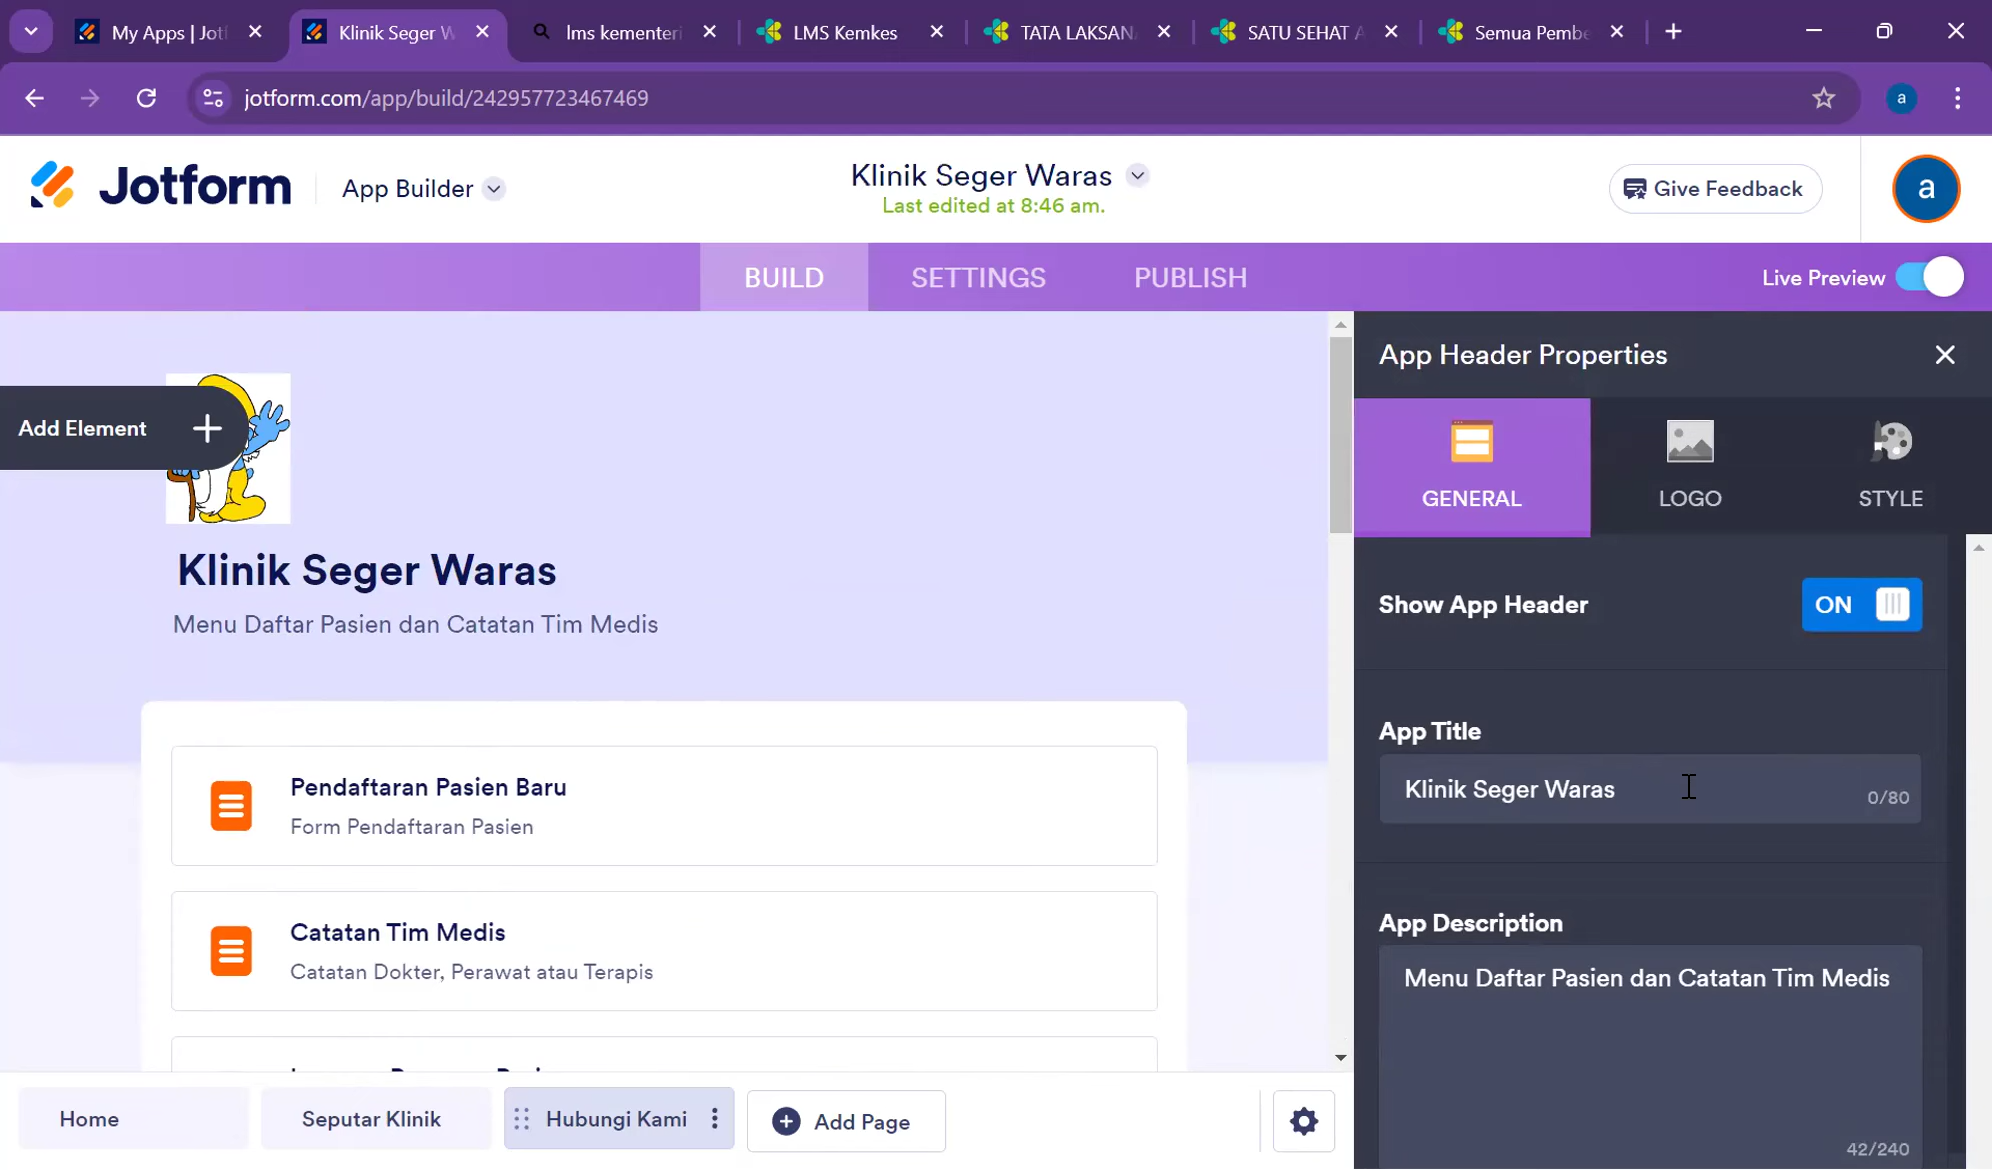 My Apps | Jotf
Klinik Seger W
lms kementeri
LMS Kemkes
TATA LAKSANA
SATU SEHAT A
Semua Pembe
jotform.com/app/build/242957723467469
a
Jotform
App Builder
Klinik Seger Waras
Last edited at 8:46 am.
Give Feedback
a
BUILD
SETTINGS
PUBLISH
Live Preview
Add Element
Klinik Seger Waras
Menu Daftar Pasien dan Catatan Tim Medis
Pendaftaran Pasien Baru
Form Pendaftaran Pasien
Catatan Tim Medis
Catatan Dokter, Perawat atau Terapis
Home
Seputar Klinik
Hubungi Kami
Add Page
App Header Properties
GENERAL
LOGO
STYLE
Show App Header
ON
App Title
Klinik Seger Waras
0/80
App Description
Menu Daftar Pasien dan Catatan Tim Medis
42/240